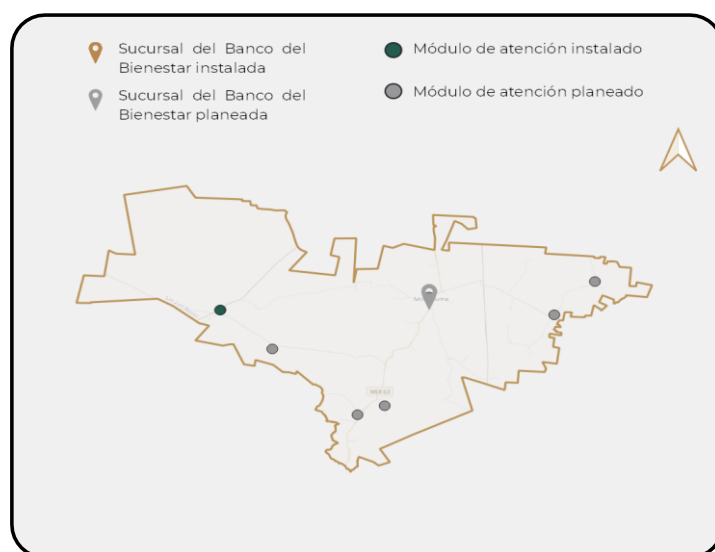 Sucursal del Banco del
Bienestar instalada
Sucursal del Banco del
Bienestar planeada
Módulo de atención instalado
Módulo de atención planeado